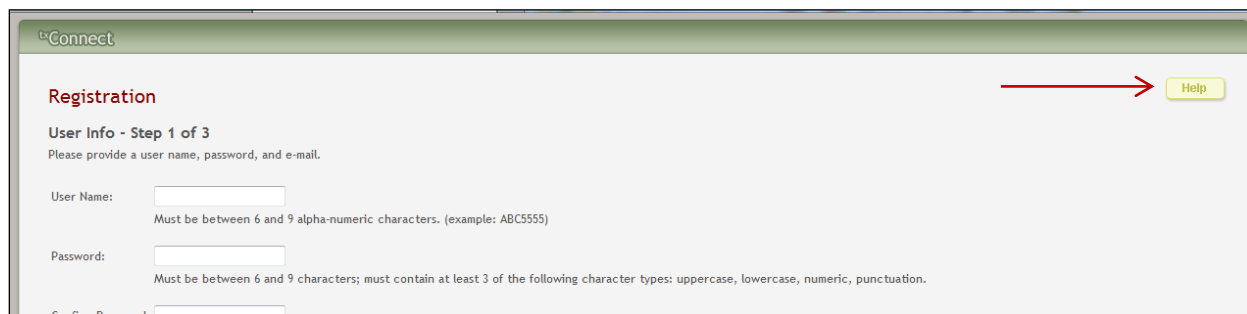 txConnect
Registration
Help
User Info - Step 1 of 3
Please provide a user name, password, and e-mail.
User Name:
Must be between 6 and 9 alpha-numeric characters. (example: ABC5555)
Password:
Must be between 6 and 9 characters; must contain at least 3 of the following character types: uppercase, lowercase, numeric, punctuation.